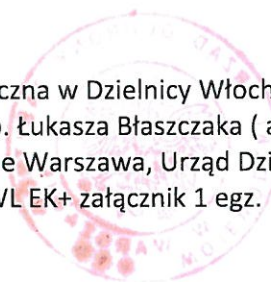 czna w Dzielnicy Włoch
o. Łukasza Błaszczaka ( a
e Warszawa, Urząd Dzi
VL EK+ załącznik 1 egz.